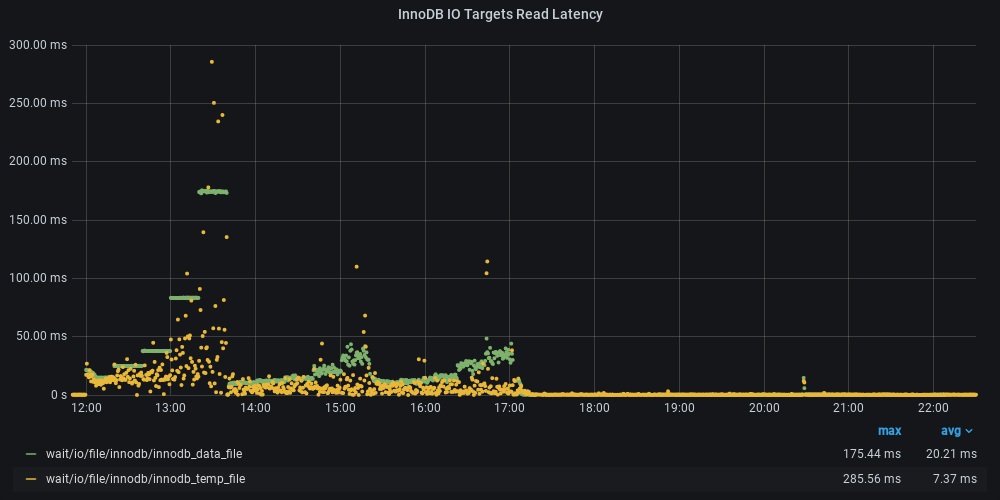 InnoDB IO Targets Read Latency
300.00 ms
250.00 ms
200.00 ms
150.00 ms
100.00 ms
50.00 ms
0 s
12:00 13:00 14:00 15:00 16:00 17:00 18:00 19:00 20:00 21:00 22:00
max avg
wait/io/file/innodb/innodb_data_file 175.44 ms 20.21 ms
wait/io/file/innodb/innodb_temp_file 285.56 ms 7.37 ms